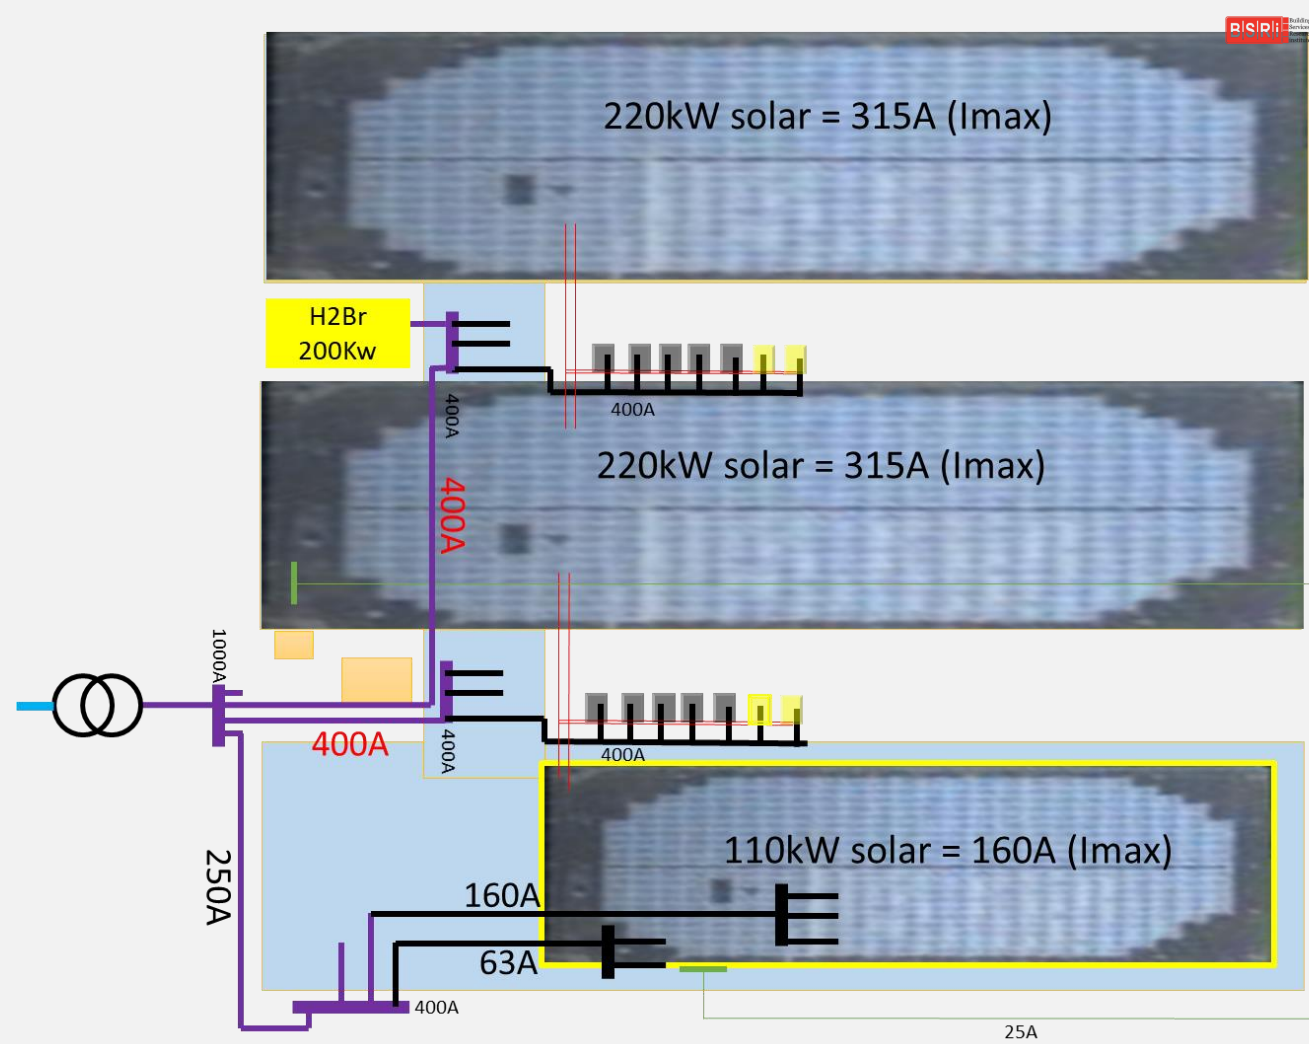 B|S|R|i
220kW solar = 315A (Imax)
H2Br
200Kw
400A
400A
220kW solar = 315A (Imax)
400A
1000A
400A
400A
400A
110kW solar = 160A (Imax)
250A
160A
63A
400A
25A